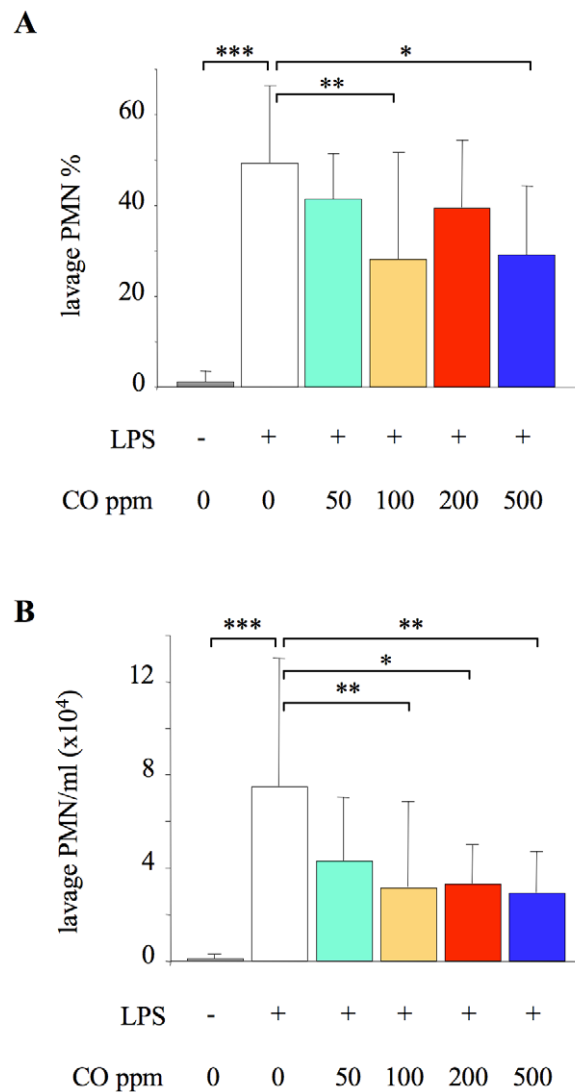 A
*** *
**
60
40
20
0
lavage PMN %
LPS - + + + + +
CO ppm 0 0 50 100 200 500
B
*** **
*
**
12
8
4
0
lavage PMN/ml (x10⁴)
LPS - + + + + +
CO ppm 0 0 50 100 200 500